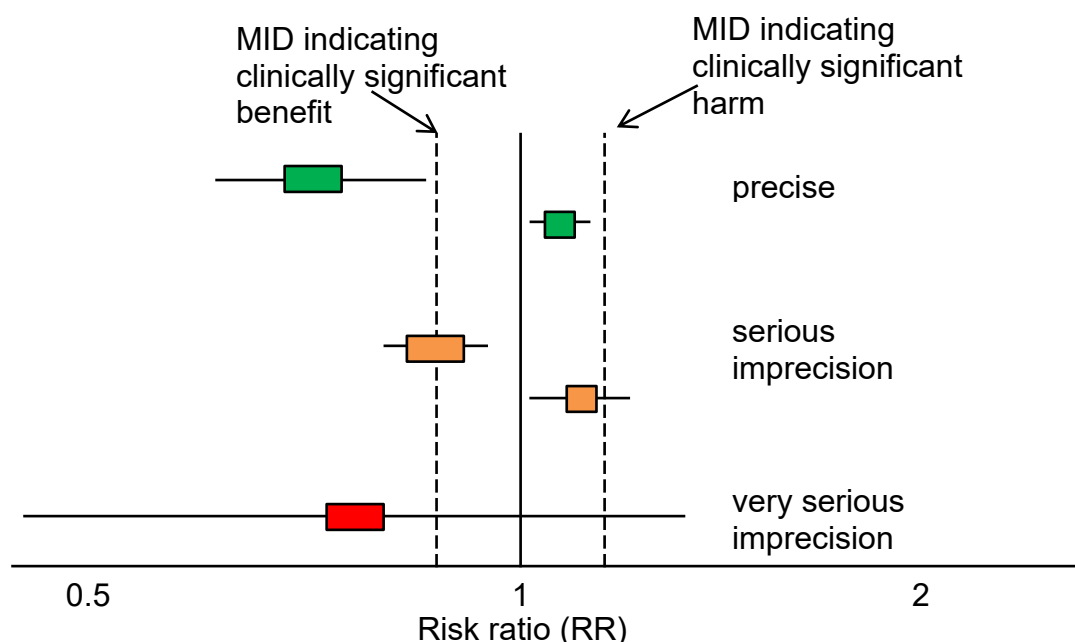 MID indicating
clinically significant
benefit
MID indicating
clinically significant
harm
precise
serious
imprecision
very serious
imprecision
0.5
1
2
Risk ratio (RR)